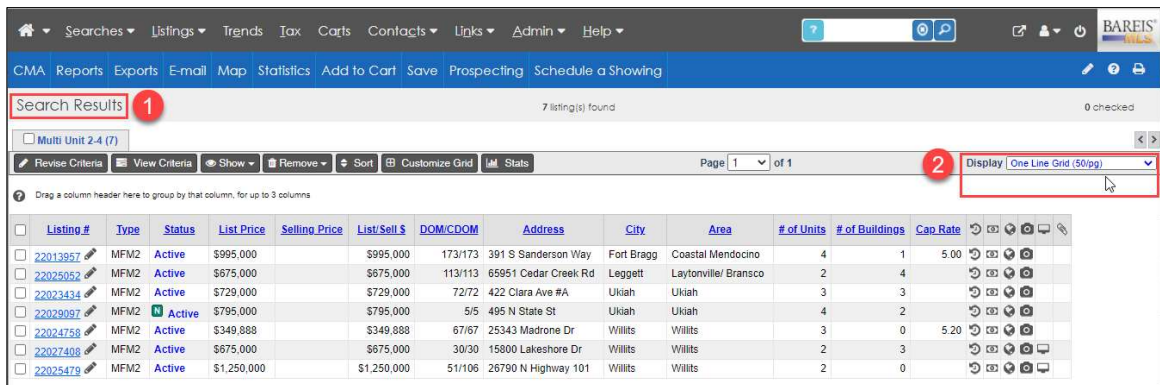 Searches Listings Trends Tax Carts Contacts Links Admin Help ? BAREIS MLS
CMA Reports Exports E-mail Map Statistics Add to Cart Save Prospecting Schedule a Showing
Search Results 1 7 listing(s) found 0 checked
Multi Unit 2-4 (7) < >
Revise Criteria View Criteria Show Remove Sort Customize Grid Stats Page 1 of 1 2 Display One Line Grid (50/pg)
? Drag a column header here to group by that column, for up to 3 columns
Listing # Type Status List Price Selling Price List/Sell $ DOM/CDOM Address City Area # of Units # of Buildings Cap Rate
22013957 MFM2 Active $995,000 $995,000 173/173 391 S Sanderson Way Fort Bragg Coastal Mendocino 4 1 5.00
22025052 MFM2 Active $675,000 $675,000 113/113 65951 Cedar Creek Rd Leggett Laytonville/ Bransco 2 4
22023434 MFM2 Active $729,000 $729,000 72/72 422 Clara Ave #A Ukiah Ukiah 3 3
22029097 MFM2 N Active $795,000 $795,000 5/5 495 N State St Ukiah Ukiah 4 2
22024758 MFM2 Active $349,888 $349,888 67/67 25343 Madrone Dr Willits Willits 3 0 5.20
22027408 MFM2 Active $675,000 $675,000 30/30 15800 Lakeshore Dr Willits Willits 2 3
22025479 MFM2 Active $1,250,000 $1,250,000 51/106 26790 N Highway 101 Willits Willits 2 0